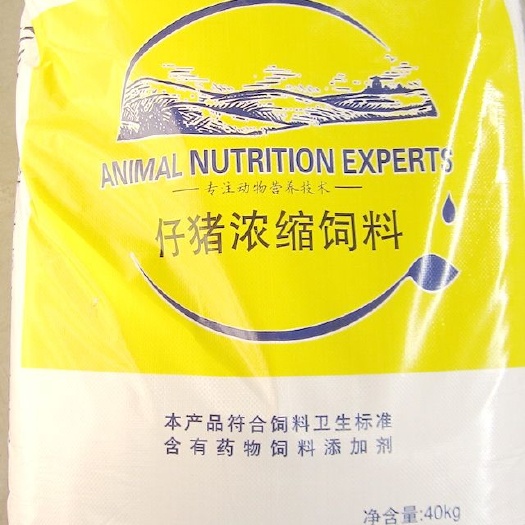 ANIMAL NUTRITION EXPERTS
专注动物营养技术
仔猪浓缩饲料
本产品符合饲料卫生标准
含有药物饲料添加剂
净含量:40kg